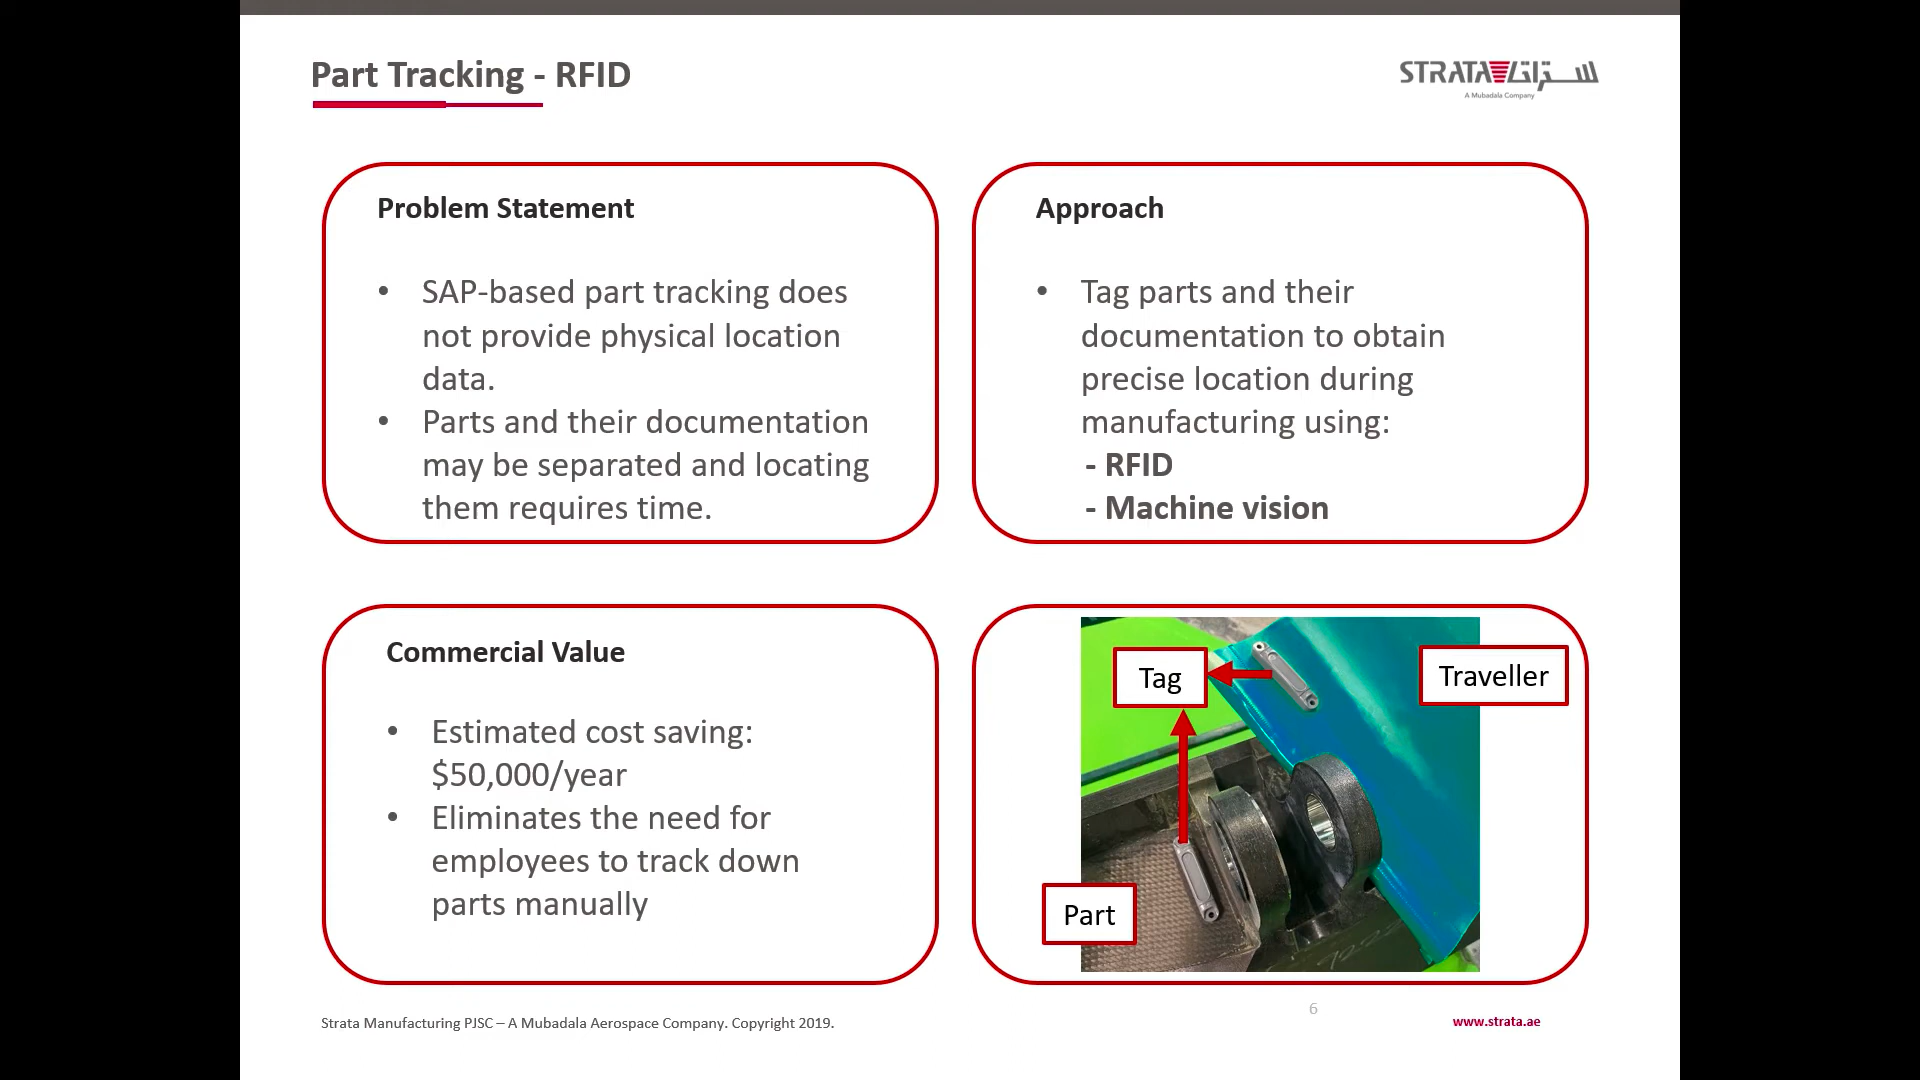 Part Tracking - RFID
STRATA ستراتا
A Mubadala Company
Problem Statement
• SAP-based part tracking does
not provide physical location
data.
• Parts and their documentation
may be separated and locating
them requires time.
Approach
• Tag parts and their
documentation to obtain
precise location during
manufacturing using:
- RFID
- Machine vision
Commercial Value
• Estimated cost saving:
$50,000/year
• Eliminates the need for
employees to track down
parts manually
Tag
Traveller
Part
6
Strata Manufacturing PJSC – A Mubadala Aerospace Company. Copyright 2019.
www.strata.ae